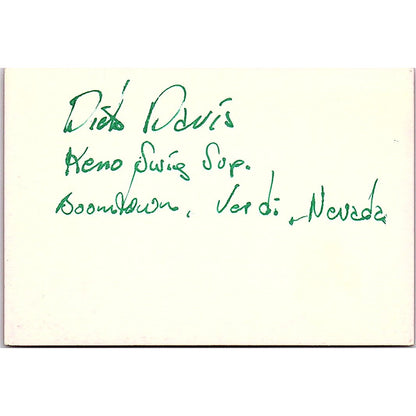 Dick Davis
Keno Swing Sup.
Boomtown, Verdi, Nevada